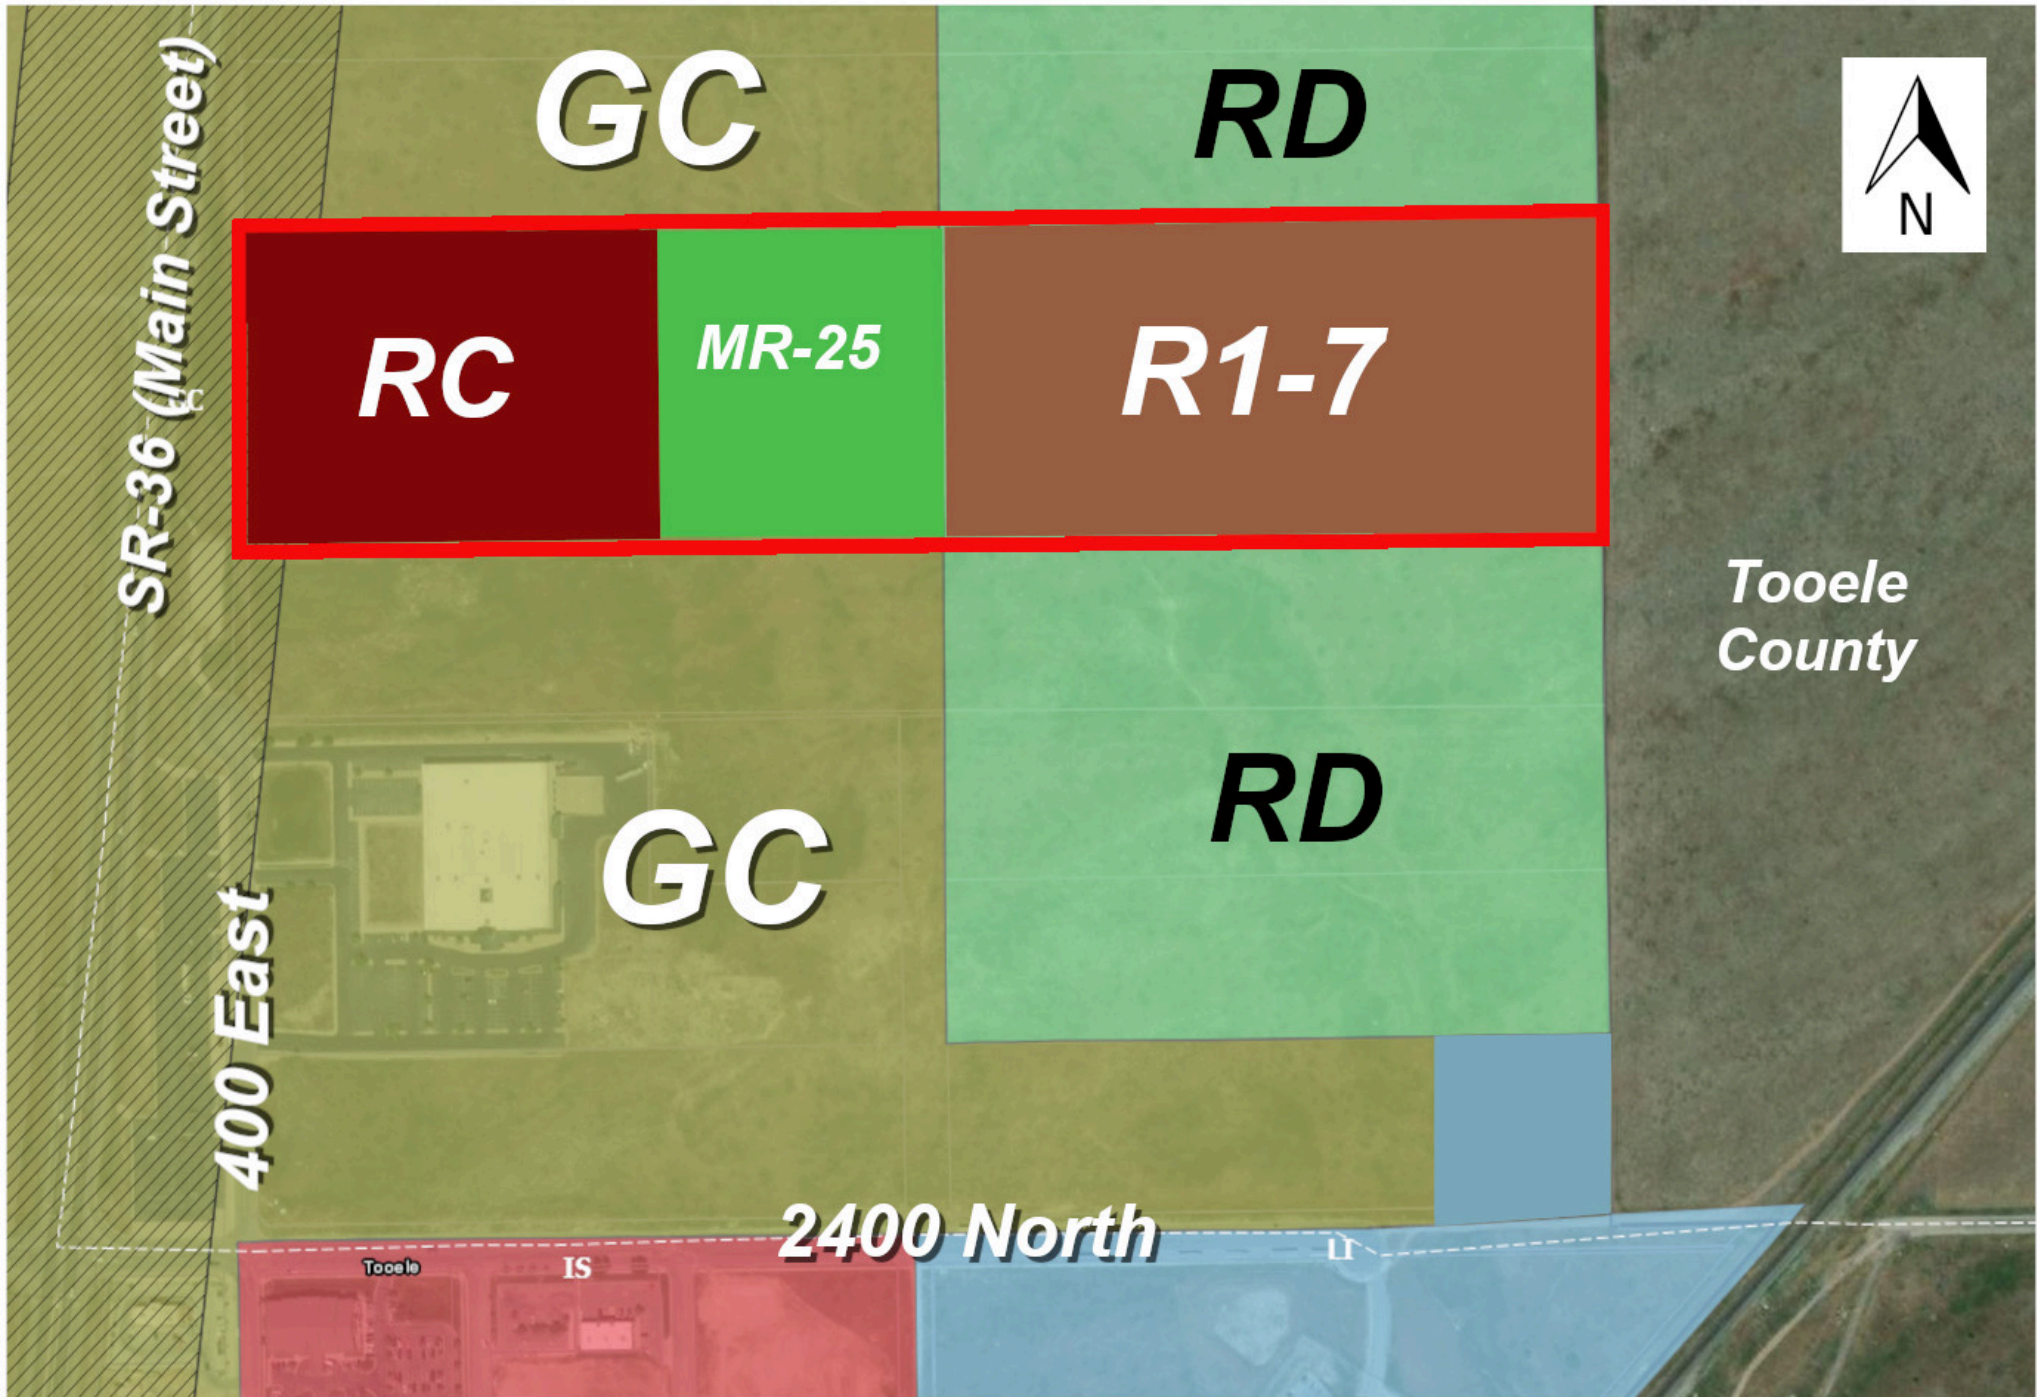 GC
RD
N
SR-36 (Main Street)
RC
MR-25
R1-7
Tooele
County
RD
GC
400 East
2400 North
Tooele
IS
LI